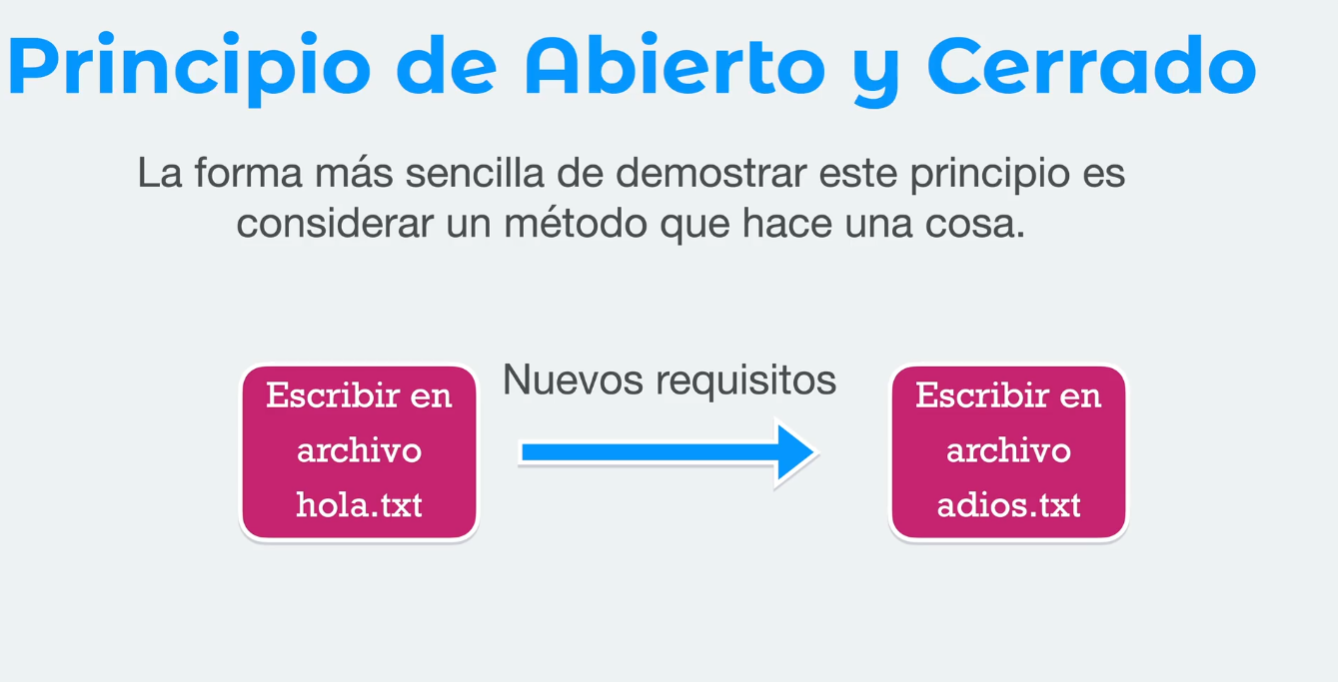 Principio de Abierto y Cerrado
La forma más sencilla de demostrar este principio es
considerar un método que hace una cosa.
Escribir en
archivo
hola.txt
Nuevos requisitos
Escribir en
archivo
adios.txt